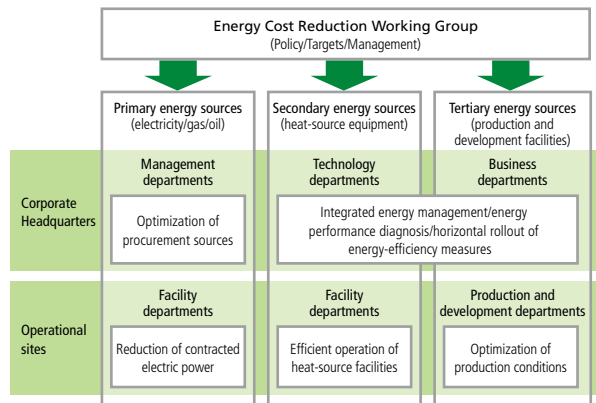 Energy Cost Reduction Working Group
(Policy/Targets/Management)
Primary energy sources
(electricity/gas/oil)
Secondary energy sources
(heat-source equipment)
Tertiary energy sources
(production and
development facilities)
Corporate
Headquarters
Management
departments
Optimization of
procurement sources
Technology
departments
Business
departments
Integrated energy management/energy
performance diagnosis/horizontal rollout of
energy-efficiency measures
Operational
sites
Facility
departments
Reduction of contracted
electric power
Facility
departments
Efficient operation of
heat-source facilities
Production and
development departments
Optimization of
production conditions